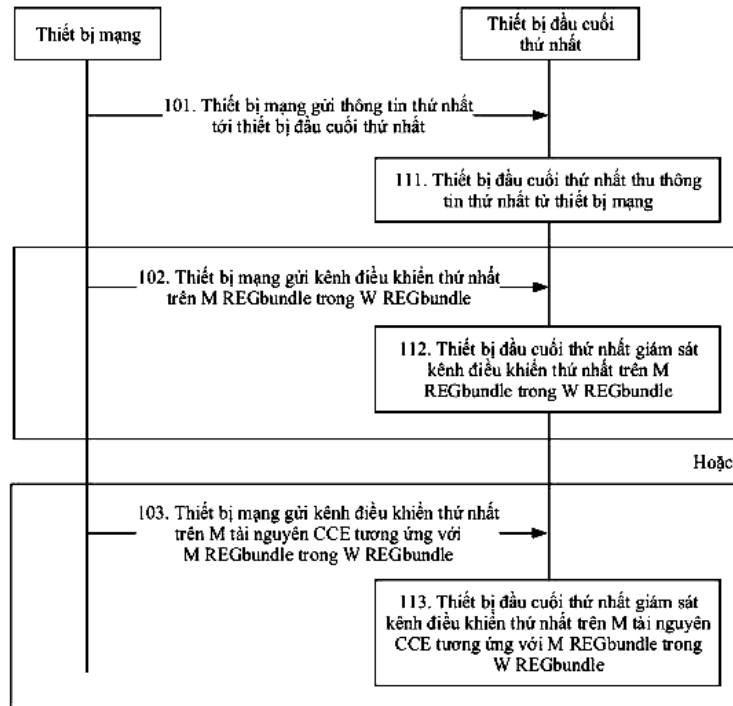 Thiết bị mạng
Thiết bị đầu cuối
thứ nhất
101. Thiết bị mạng gửi thông tin thứ nhất
tới thiết bị đầu cuối thứ nhất
111. Thiết bị đầu cuối thứ nhất thu thông
tin thứ nhất từ thiết bị mạng
102. Thiết bị mạng gửi kênh điều khiển thứ nhất
trên M REGbundle trong W REGbundle
112. Thiết bị đầu cuối thứ nhất giám sát
kênh điều khiển thứ nhất trên M
REGbundle trong W REGbundle
Hoặc
103. Thiết bị mạng gửi kênh điều khiển thứ nhất
trên M tài nguyên CCE tương ứng với
M REGbundle trong W REGbundle
113. Thiết bị đầu cuối thứ nhất giám sát
kênh điều khiển thứ nhất trên M tài nguyên
CCE tương ứng với M REGbundle trong
W REGbundle